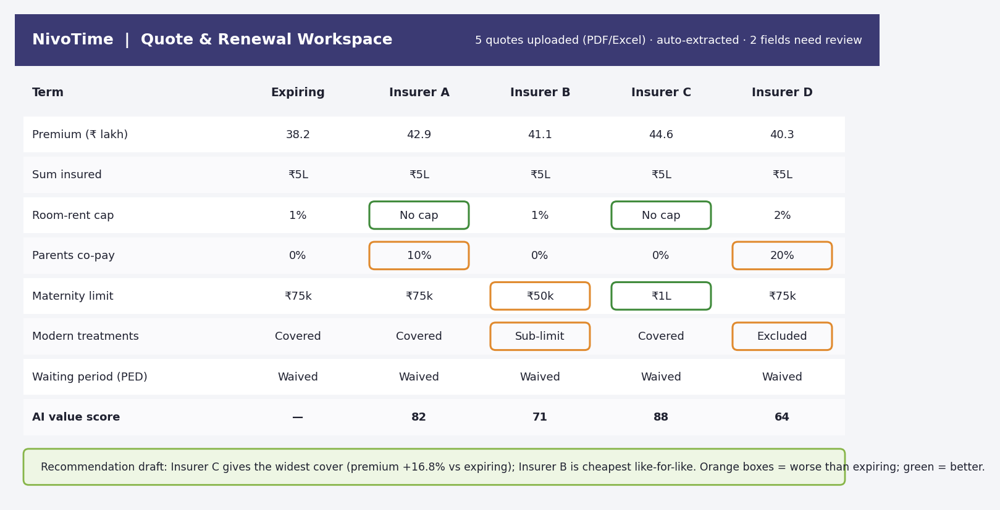 NivoTime | Quote & Renewal Workspace 5 quotes uploaded (PDF/Excel) · auto-extracted · 2 fields need review
Term Expiring Insurer A Insurer B Insurer C Insurer D
Premium (₹ lakh) 38.2 42.9 41.1 44.6 40.3
Sum insured ₹5L ₹5L ₹5L ₹5L ₹5L
Room-rent cap 1% No cap 1% No cap 2%
Parents co-pay 0% 10% 0% 0% 20%
Maternity limit ₹75k ₹75k ₹50k ₹1L ₹75k
Modern treatments Covered Covered Sub-limit Covered Excluded
Waiting period (PED) Waived Waived Waived Waived Waived
AI value score — 82 71 88 64
Recommendation draft: Insurer C gives the widest cover (premium +16.8% vs expiring); Insurer B is cheapest like-for-like. Orange boxes = worse than expiring; green = better.